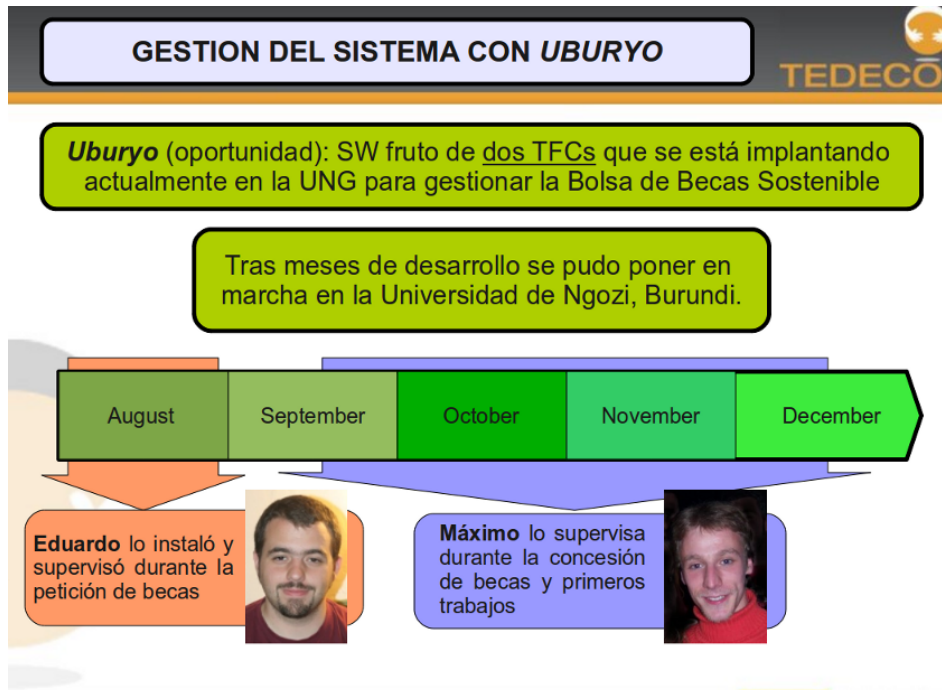 GESTION DEL SISTEMA CON UBURYO
TEDECO
Uburyo (oportunidad): SW fruto de dos TFCs que se está implantando
actualmente en la UNG para gestionar la Bolsa de Becas Sostenible
Tras meses de desarrollo se pudo poner en
marcha en la Universidad de Ngozi, Burundi.
August
September
October
November
December
Eduardo lo instaló y
supervisó durante la
petición de becas
Máximo lo supervisa
durante la concesión
de becas y primeros
trabajos